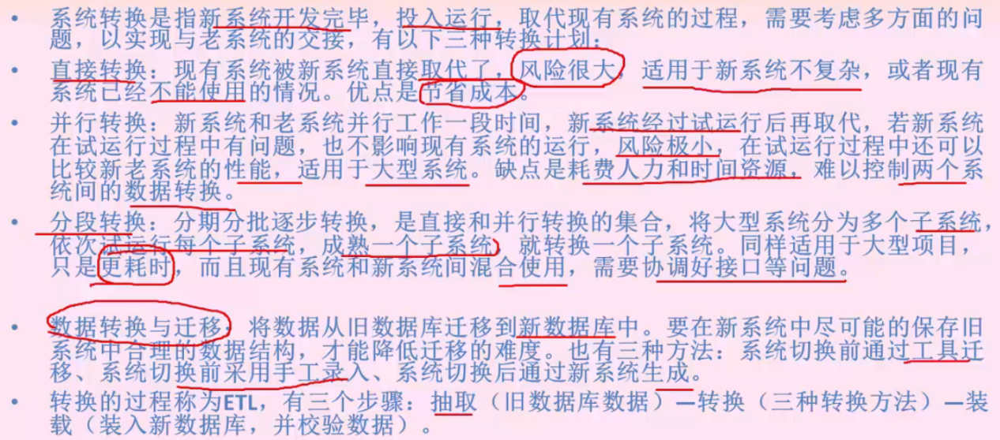 • 系统转换是指新系统开发完毕，投入运行，取代现有系统的过程，需要考虑多方面的问
题，以实现与老系统的交接，有以下三种转换计划：
• 直接转换：现有系统被新系统直接取代了，风险很大，适用于新系统不复杂，或者现有
系统已经不能使用的情况。优点是节省成本。
• 并行转换：新系统和老系统并行工作一段时间，新系统经过试运行后再取代，若新系统
在试运行过程中有问题，也不影响现有系统的运行，风险极小，在试运行过程中还可以
比较新老系统的性能，适用于大型系统。缺点是耗费人力和时间资源，难以控制两个系
统间的数据转换。
• 分段转换：分期分批逐步转换，是直接和并行转换的集合，将大型系统分为多个子系统，
依次试运行每个子系统，成熟一个子系统，就转换一个子系统。同样适用于大型项目，
只是更耗时，而且现有系统和新系统间混合使用，需要协调好接口等问题。
• 数据转换与迁移：将数据从旧数据库迁移到新数据库中。要在新系统中尽可能的保存旧
系统中合理的数据结构，才能降低迁移的难度。也有三种方法：系统切换前通过工具迁
移、系统切换前采用手工录入、系统切换后通过新系统生成。
• 转换的过程称为ETL，有三个步骤：抽取（旧数据库数据）—转换（三种转换方法）—装
载（装入新数据库，并校验数据）。